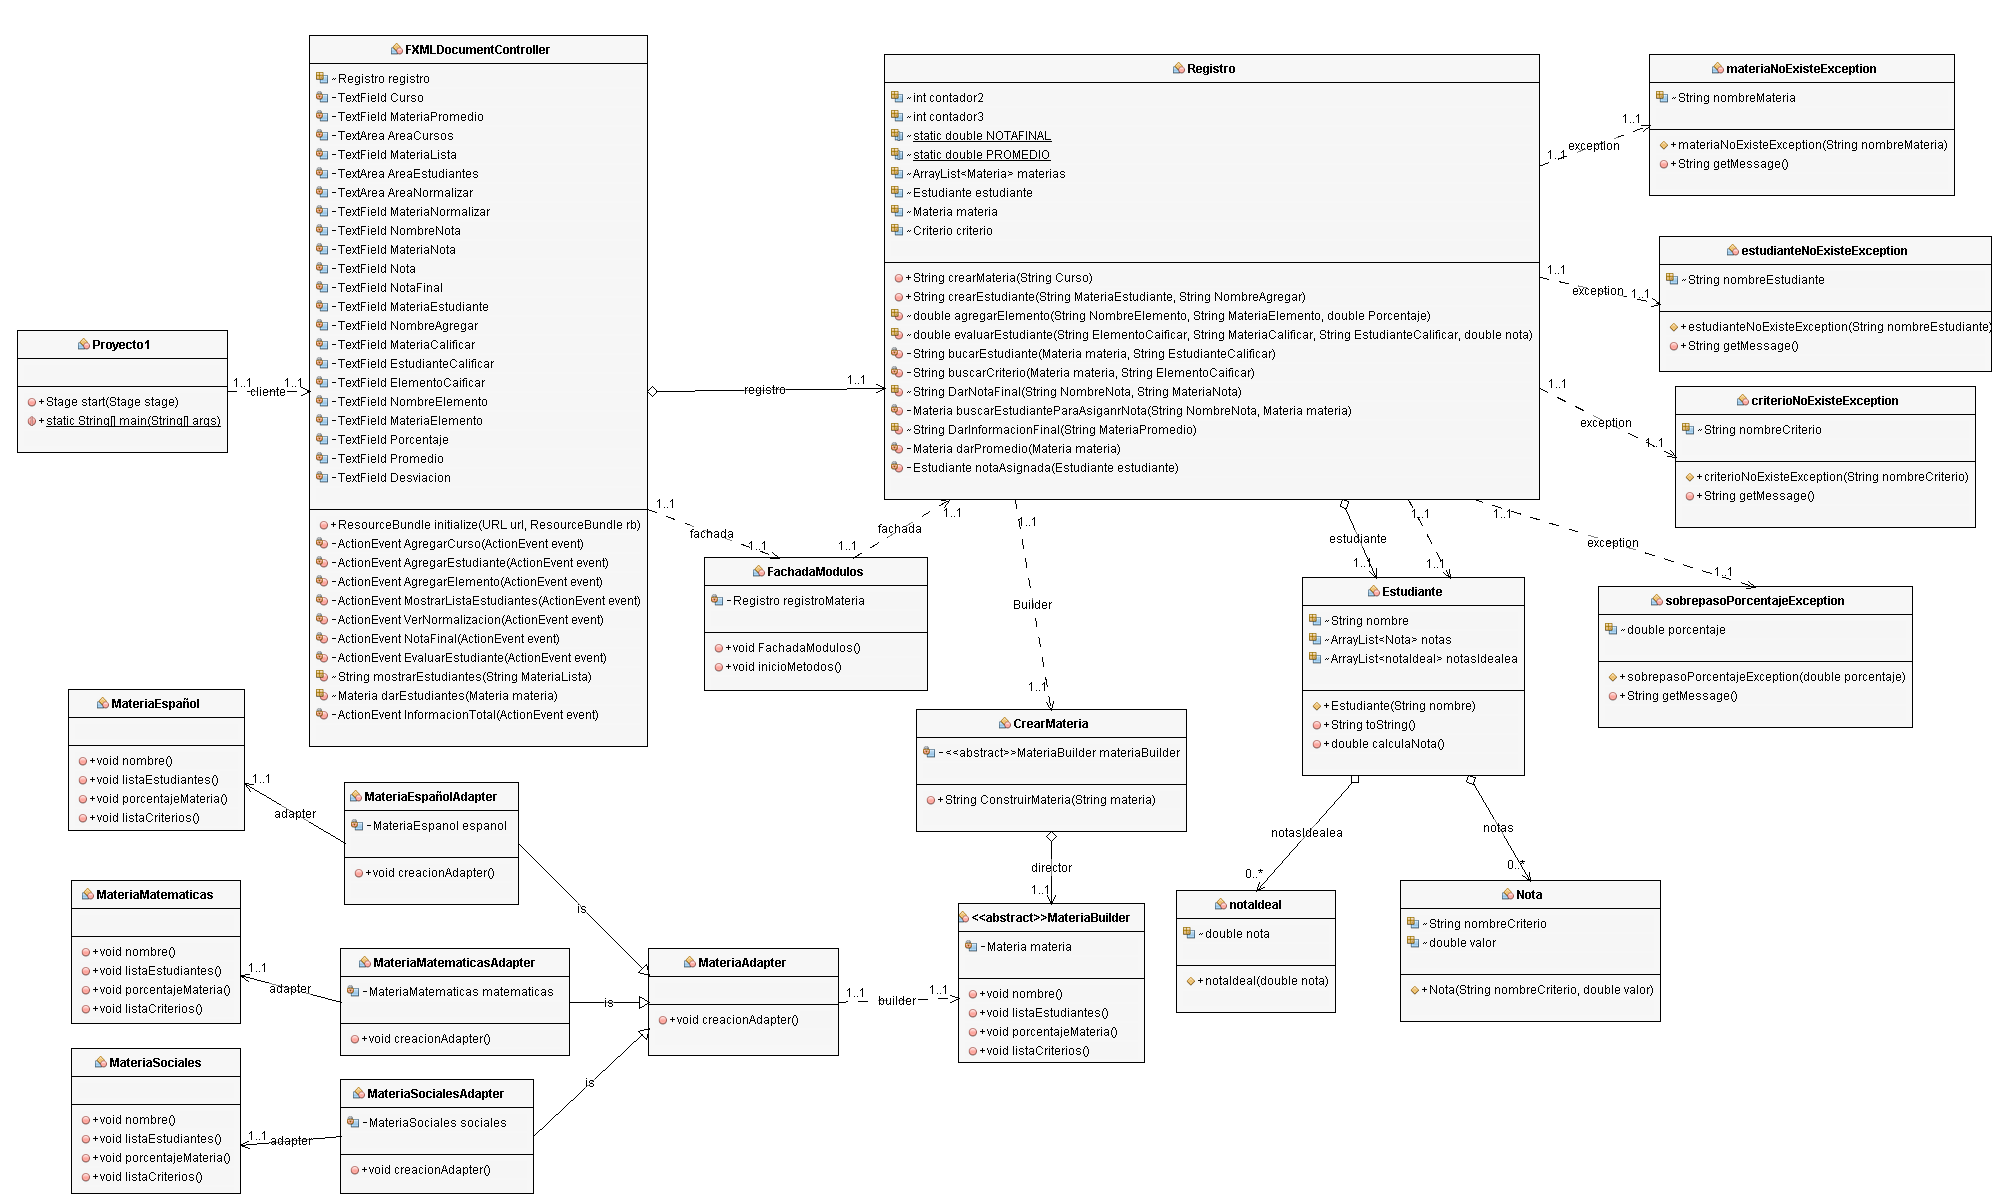 FXMLDocumentController
~Registro registro
-TextField Curso
-TextField MateriaPromedio
-TextArea AreaCursos
-TextField MateriaLista
-TextArea AreaEstudiantes
-TextArea AreaNormalizar
-TextField MateriaNormalizar
-TextField NombreNota
-TextField MateriaNota
-TextField Nota
-TextField NotaFinal
-TextField MateriaEstudiante
-TextField NombreAgregar
-TextField MateriaCalificar
-TextField EstudianteCalificar
-TextField ElementoCaificar
-TextField NombreElemento
-TextField MateriaElemento
-TextField Porcentaje
-TextField Promedio
-TextField Desviacion
+ResourceBundle initialize(URL url, ResourceBundle rb)
-ActionEvent AgregarCurso(ActionEvent event)
-ActionEvent AgregarEstudiante(ActionEvent event)
-ActionEvent AgregarElemento(ActionEvent event)
-ActionEvent MostrarListaEstudiantes(ActionEvent event)
-ActionEvent VerNormalizacion(ActionEvent event)
-ActionEvent NotaFinal(ActionEvent event)
-ActionEvent EvaluarEstudiante(ActionEvent event)
~String mostrarEstudiantes(String MateriaLista)
~Materia darEstudiantes(Materia materia)
-ActionEvent InformacionTotal(ActionEvent event)
Registro
~int contador2
~int contador3
~static double NOTAFINAL
~static double PROMEDIO
~ArrayList<Materia> materias
~Estudiante estudiante
~Materia materia
~Criterio criterio
+String crearMateria(String Curso)
+String crearEstudiante(String MateriaEstudiante, String NombreAgregar)
~double agregarElemento(String NombreElemento, String MateriaElemento, double Porcentaje)
~double evaluarEstudiante(String ElementoCaificar, String MateriaCalificar, String EstudianteCalificar, double nota)
-String bucarEstudiante(Materia materia, String EstudianteCalificar)
-String buscarCriterio(Materia materia, String ElementoCaificar)
~String DarNotaFinal(String NombreNota, String MateriaNota)
-Materia buscarEstudianteParaAsiganrNota(String NombreNota, Materia materia)
~String DarInformacionFinal(String MateriaPromedio)
-Materia darPromedio(Materia materia)
-Estudiante notaAsignada(Estudiante estudiante)
materiaNoExisteException
~String nombreMateria
+materiaNoExisteException(String nombreMateria)
+String getMessage()
1..1
exception
1..1
estudianteNoExisteException
~String nombreEstudiante
+estudianteNoExisteException(String nombreEstudiante)
+String getMessage()
1..1
exception
1..1
criterioNoExisteException
~String nombreCriterio
+criterioNoExisteException(String nombreCriterio)
+String getMessage()
1..1
exception
1..1
Proyecto1
+Stage start(Stage stage)
+static String[] main(String[] args)
1..1
cliente
1..1
registro
1..1
1..1
fachada
1..1
1..1
fachada
1..1
FachadaModulos
-Registro registroMateria
+void FachadaModulos()
+void inicioMetodos()
1..1
Builder
1..1
estudiante
1..1
1..1
1..1
1..1
exception
1..1
Estudiante
~String nombre
~ArrayList<Nota> notas
~ArrayList<notaIdeal> notasIdealea
+Estudiante(String nombre)
+String toString()
+double calculaNota()
sobrepasoPorcentajeException
~double porcentaje
+sobrepasoPorcentajeException(double porcentaje)
+String getMessage()
CrearMateria
-<<abstract>>MateriaBuilder materiaBuilder
+String ConstruirMateria(String materia)
director
1..1
notasIdealea
0..*
notas
0..*
MateriaEspañol
+void nombre()
+void listaEstudiantes()
+void porcentajeMateria()
+void listaCriterios()
1..1
adapter
MateriaEspañolAdapter
-MateriaEspanol espanol
+void creacionAdapter()
is
MateriaMatematicas
+void nombre()
+void listaEstudiantes()
+void porcentajeMateria()
+void listaCriterios()
1..1
adapter
MateriaMatematicasAdapter
-MateriaMatematicas matematicas
+void creacionAdapter()
is
MateriaAdapter
+void creacionAdapter()
1..1
builder
1..1
<<abstract>>MateriaBuilder
-Materia materia
+void nombre()
+void listaEstudiantes()
+void porcentajeMateria()
+void listaCriterios()
notaIdeal
~double nota
+notaIdeal(double nota)
Nota
~String nombreCriterio
~double valor
+Nota(String nombreCriterio, double valor)
MateriaSociales
+void nombre()
+void listaEstudiantes()
+void porcentajeMateria()
+void listaCriterios()
1..1
adapter
MateriaSocialesAdapter
-MateriaSociales sociales
+void creacionAdapter()
is